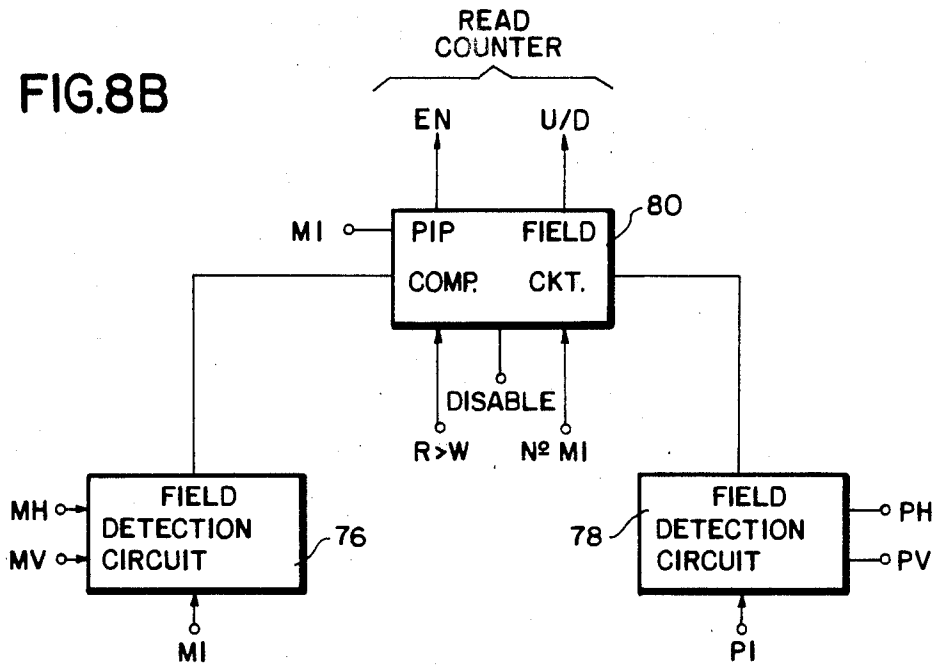 READ
COUNTER
FIG.8B
EN U/D
80
MI PIP FIELD
COMP. CKT.
DISABLE
R>W Nº MI
MH FIELD
DETECTION
MV CIRCUIT
76
MI
78
FIELD
DETECTION
CIRCUIT
PH
PV
PI